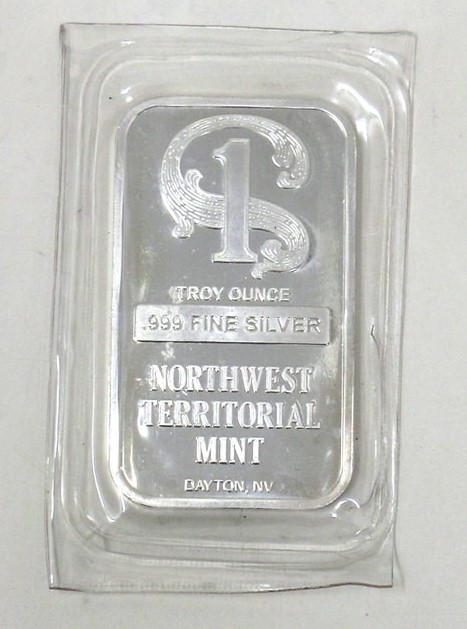 1
TROY OUNCE
.999 FINE SILVER
NORTHWEST
TERRITORIAL
MINT
DAYTON, NV